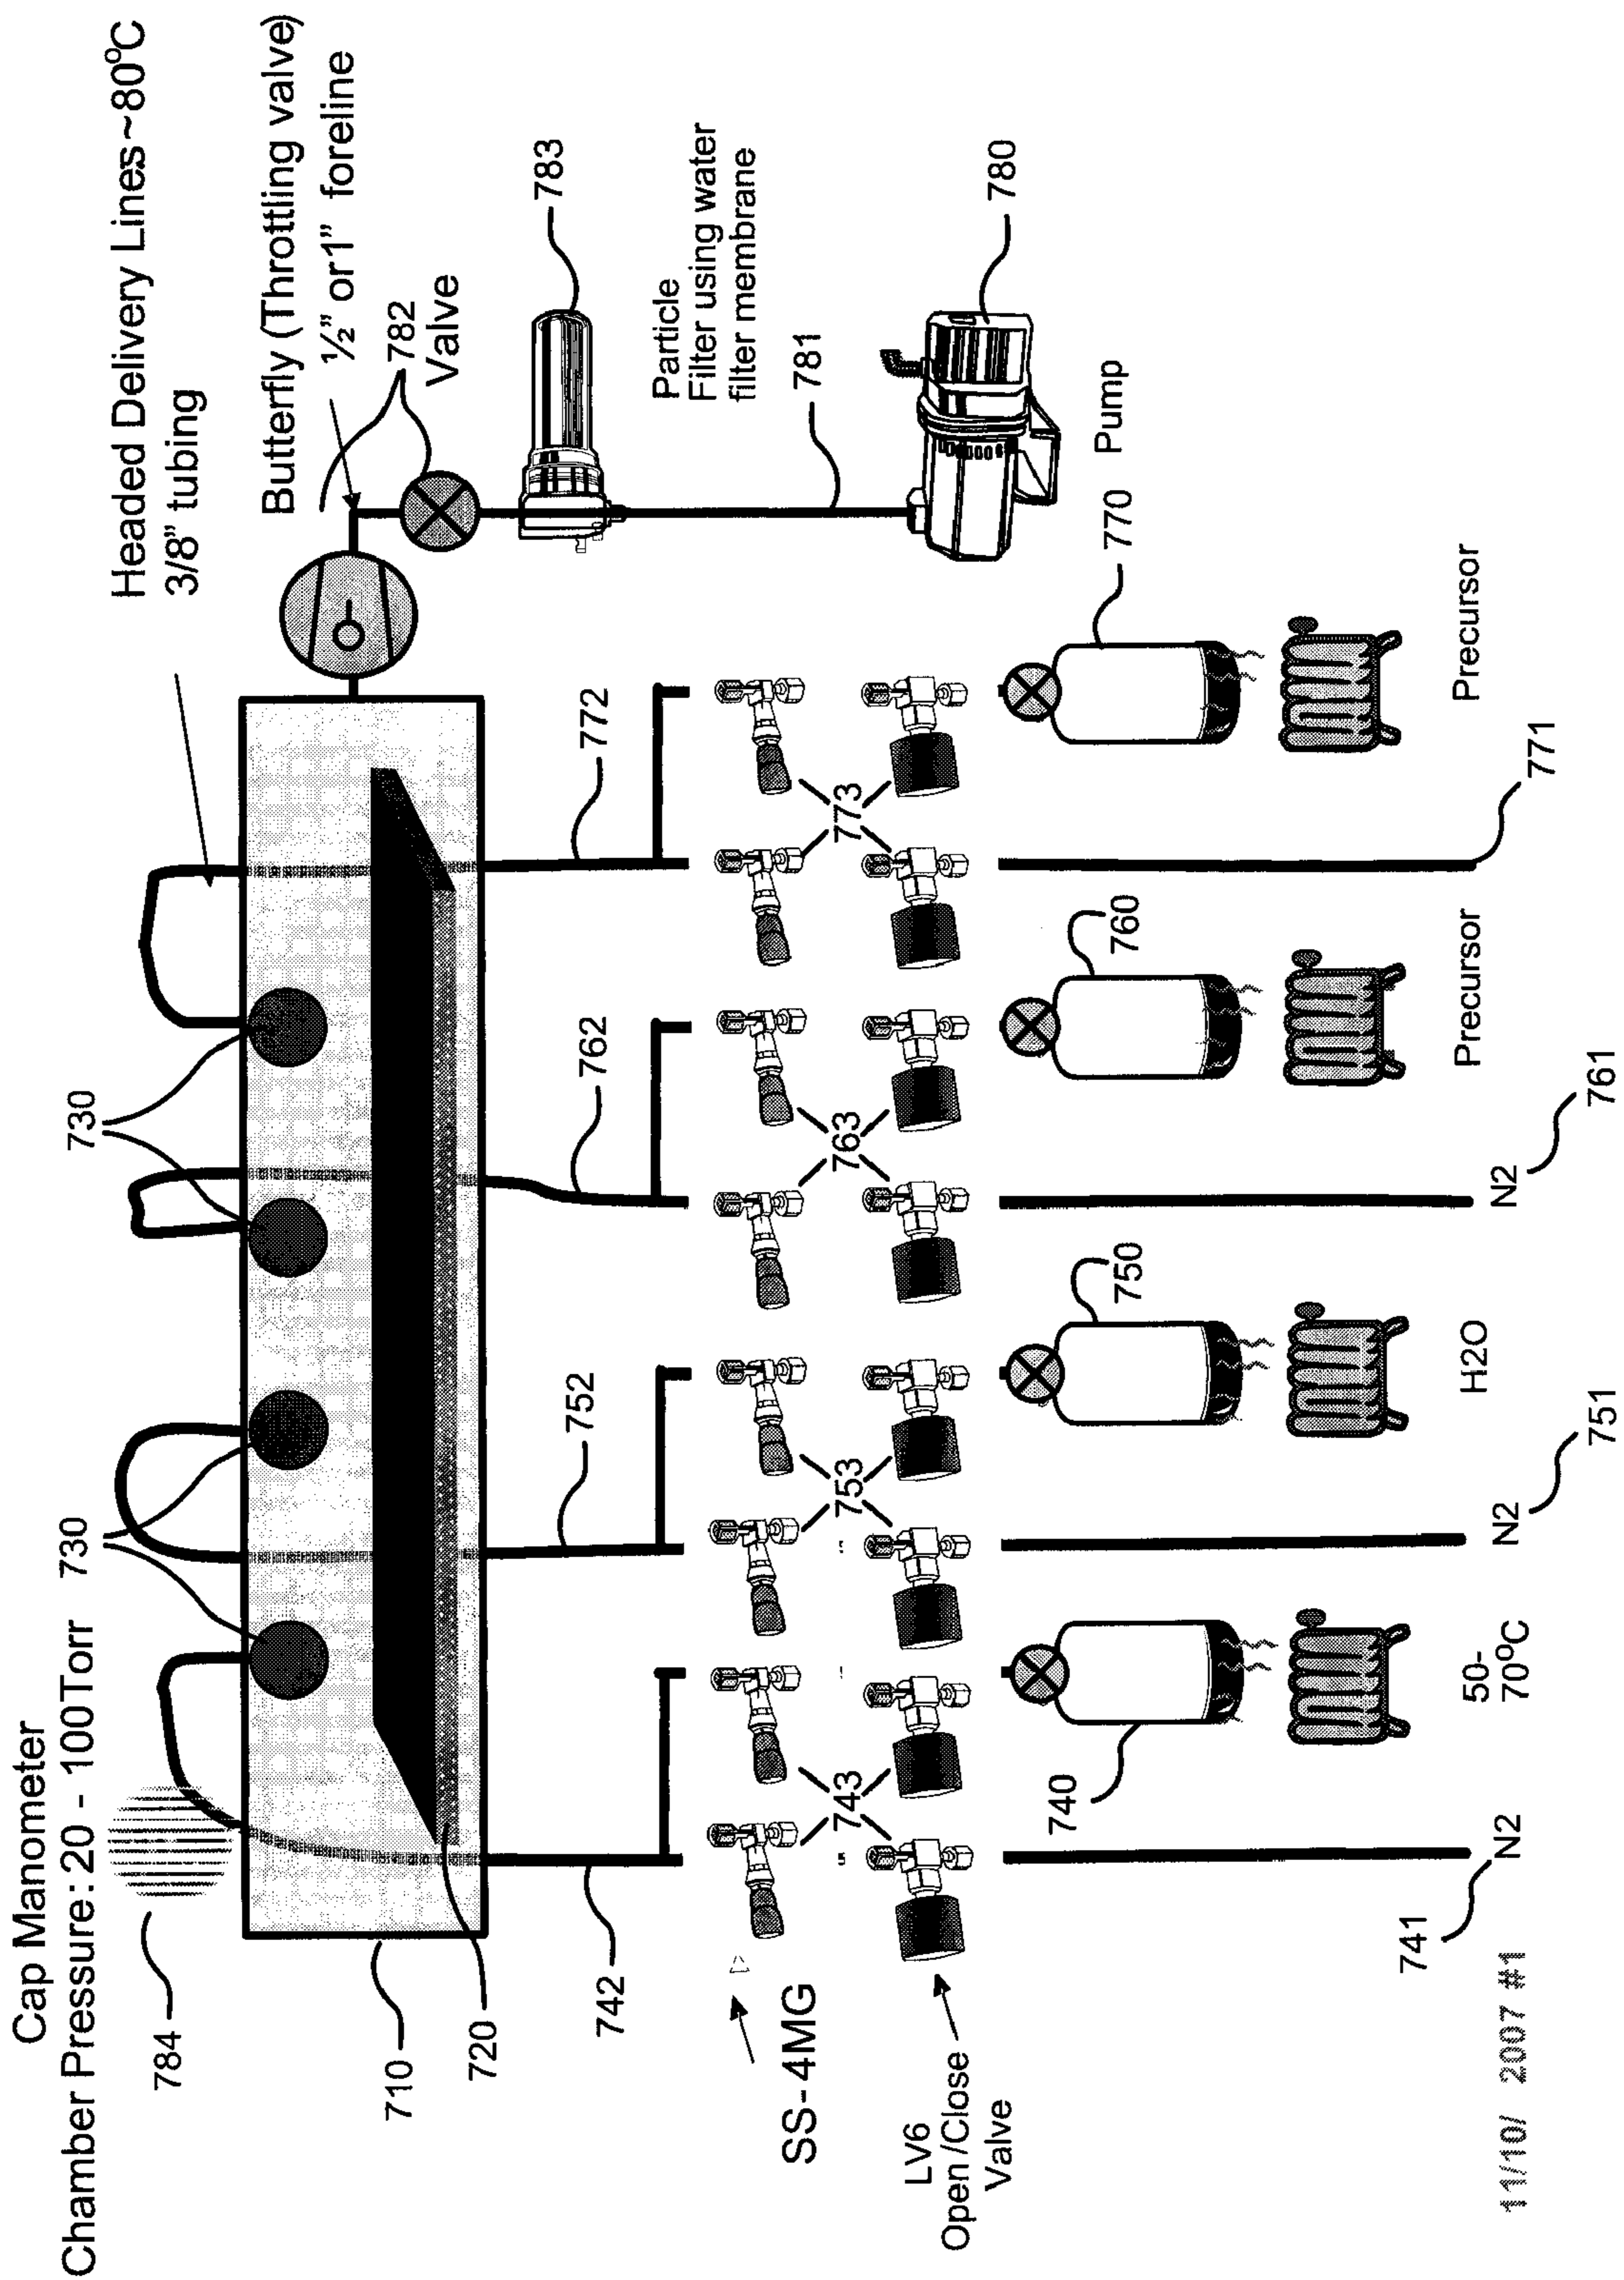 Cap Manometer
Chamber Pressure: 20 - 100Torr
730
730
Headed Delivery Lines~80⁰C
3/8” tubing
784
Butterfly (Throttling valve)
½” or1” foreline
782
Valve
710
720
783
742
752
762
772
Particle
Filter using water
filter membrane
SS-4MG
743
753
763
773
781
LV6
Open/Close
Valve
780
740
750
760
770
Pump
741
N2
50-
70⁰C
751
N2
H2O
761
N2
Precursor
771
Precursor
11/10/ 2007 #1